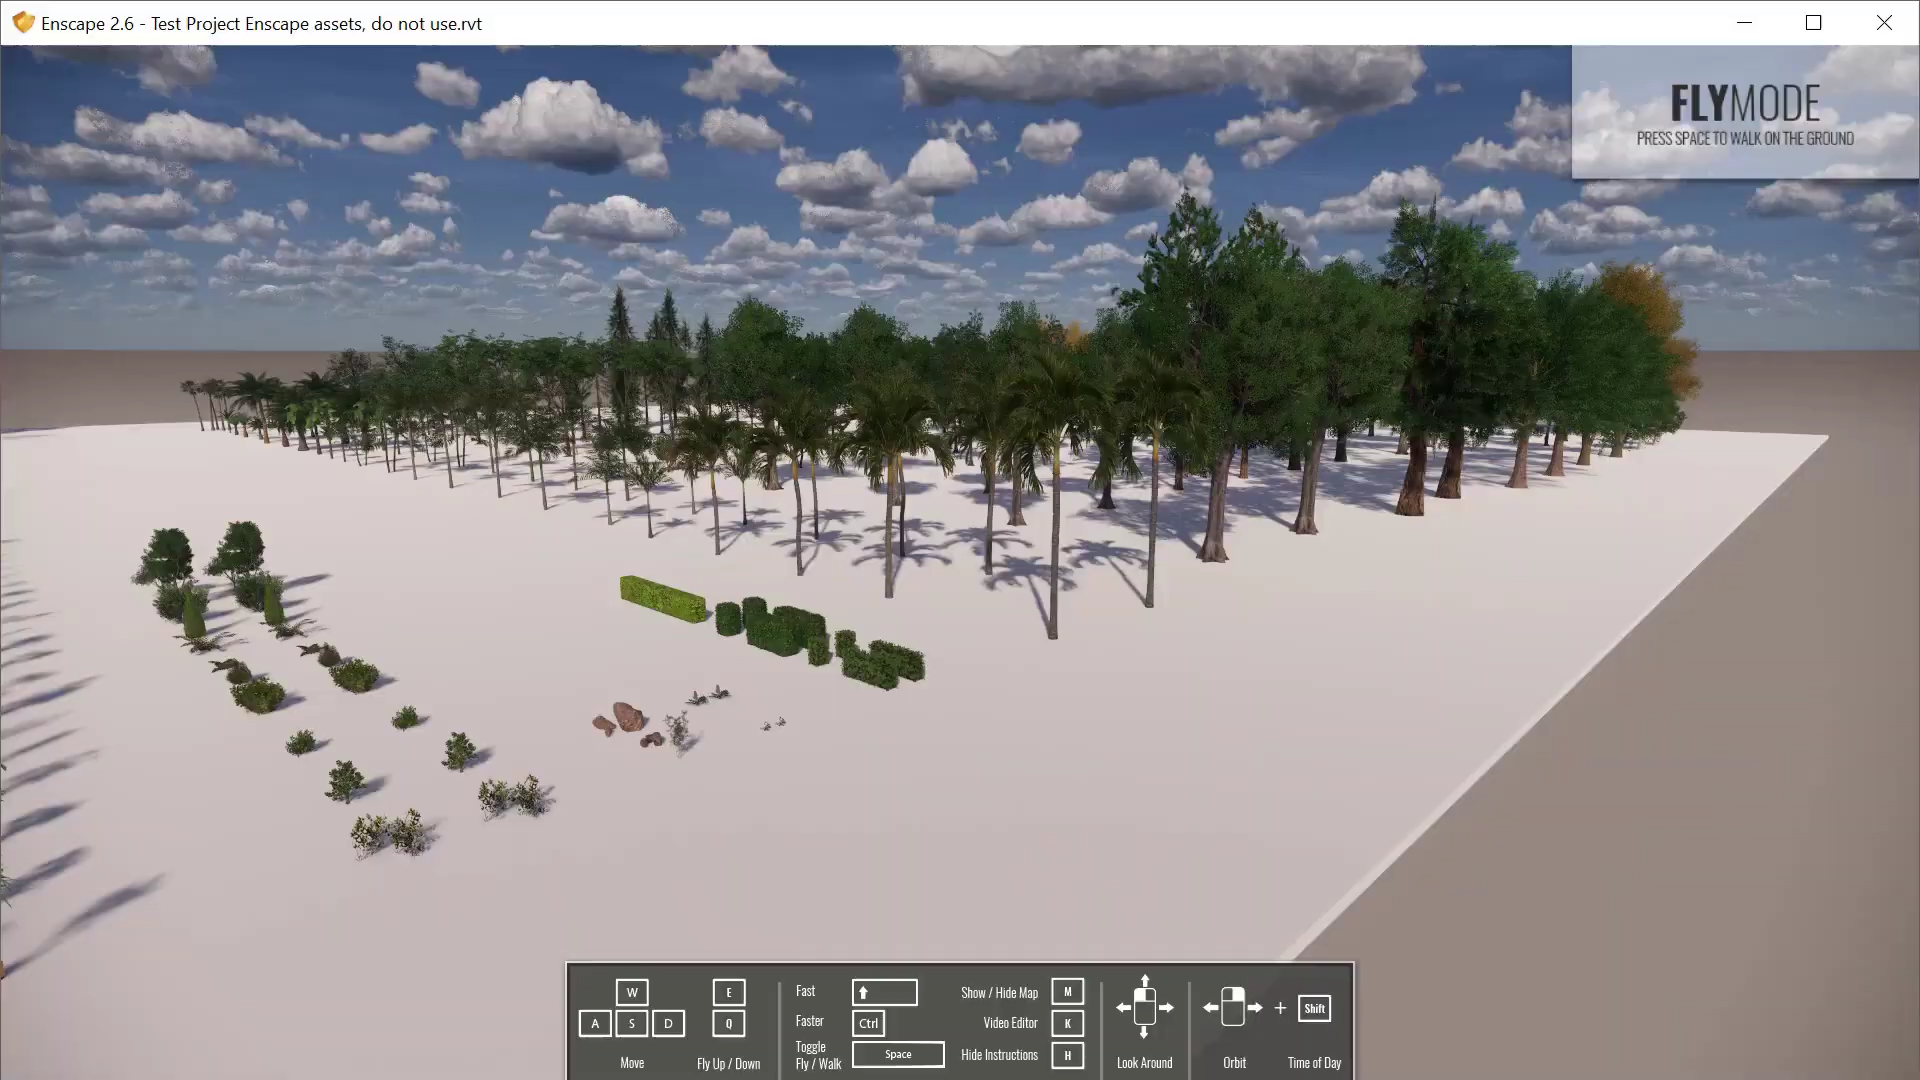 Enscape 2.6 - Test Project Enscape assets, do not use.rvt
FLYMODE
PRESS SPACE TO WALK ON THE GROUND
W
A S D
Move
E
Q
Fly Up / Down
Fast
Faster Ctrl
Toggle
Fly / Walk Space
Show / Hide Map M
Video Editor K
Hide Instructions H
Look Around
Orbit
+ Shift
Time of Day